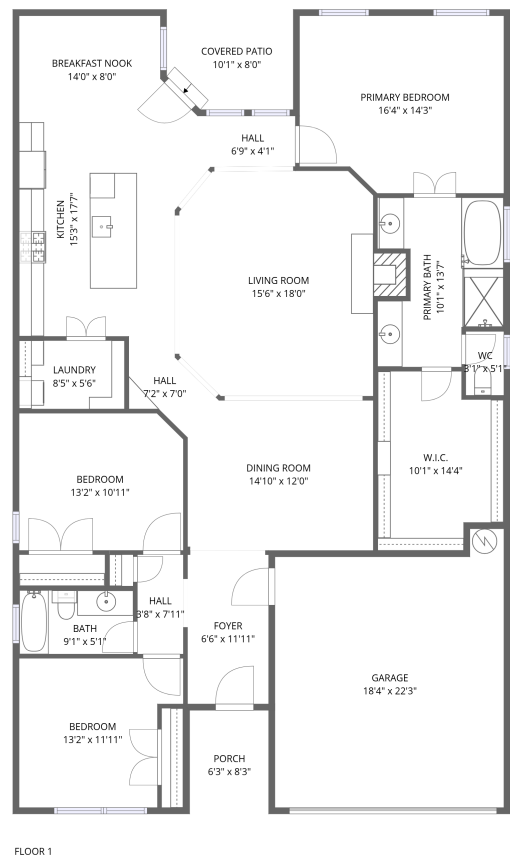 BREAKFAST NOOK
14'0" x 8'0"
COVERED PATIO
10'1" x 8'0"
PRIMARY BEDROOM
16'4" x 14'3"
HALL
6'9" x 4'1"
KITCHEN
15'3" x 17'7"
LIVING ROOM
15'6" x 18'0"
PRIMARY BATH
10'1" x 13'7"
WC
3'1" x 5'1"
LAUNDRY
8'5" x 5'6"
HALL
7'2" x 7'0"
W.I.C.
10'1" x 14'4"
BEDROOM
13'2" x 10'11"
DINING ROOM
14'10" x 12'0"
HALL
3'8" x 7'11"
BATH
9'1" x 5'1"
FOYER
6'6" x 11'11"
GARAGE
18'4" x 22'3"
BEDROOM
13'2" x 11'11"
PORCH
6'3" x 8'3"
FLOOR 1